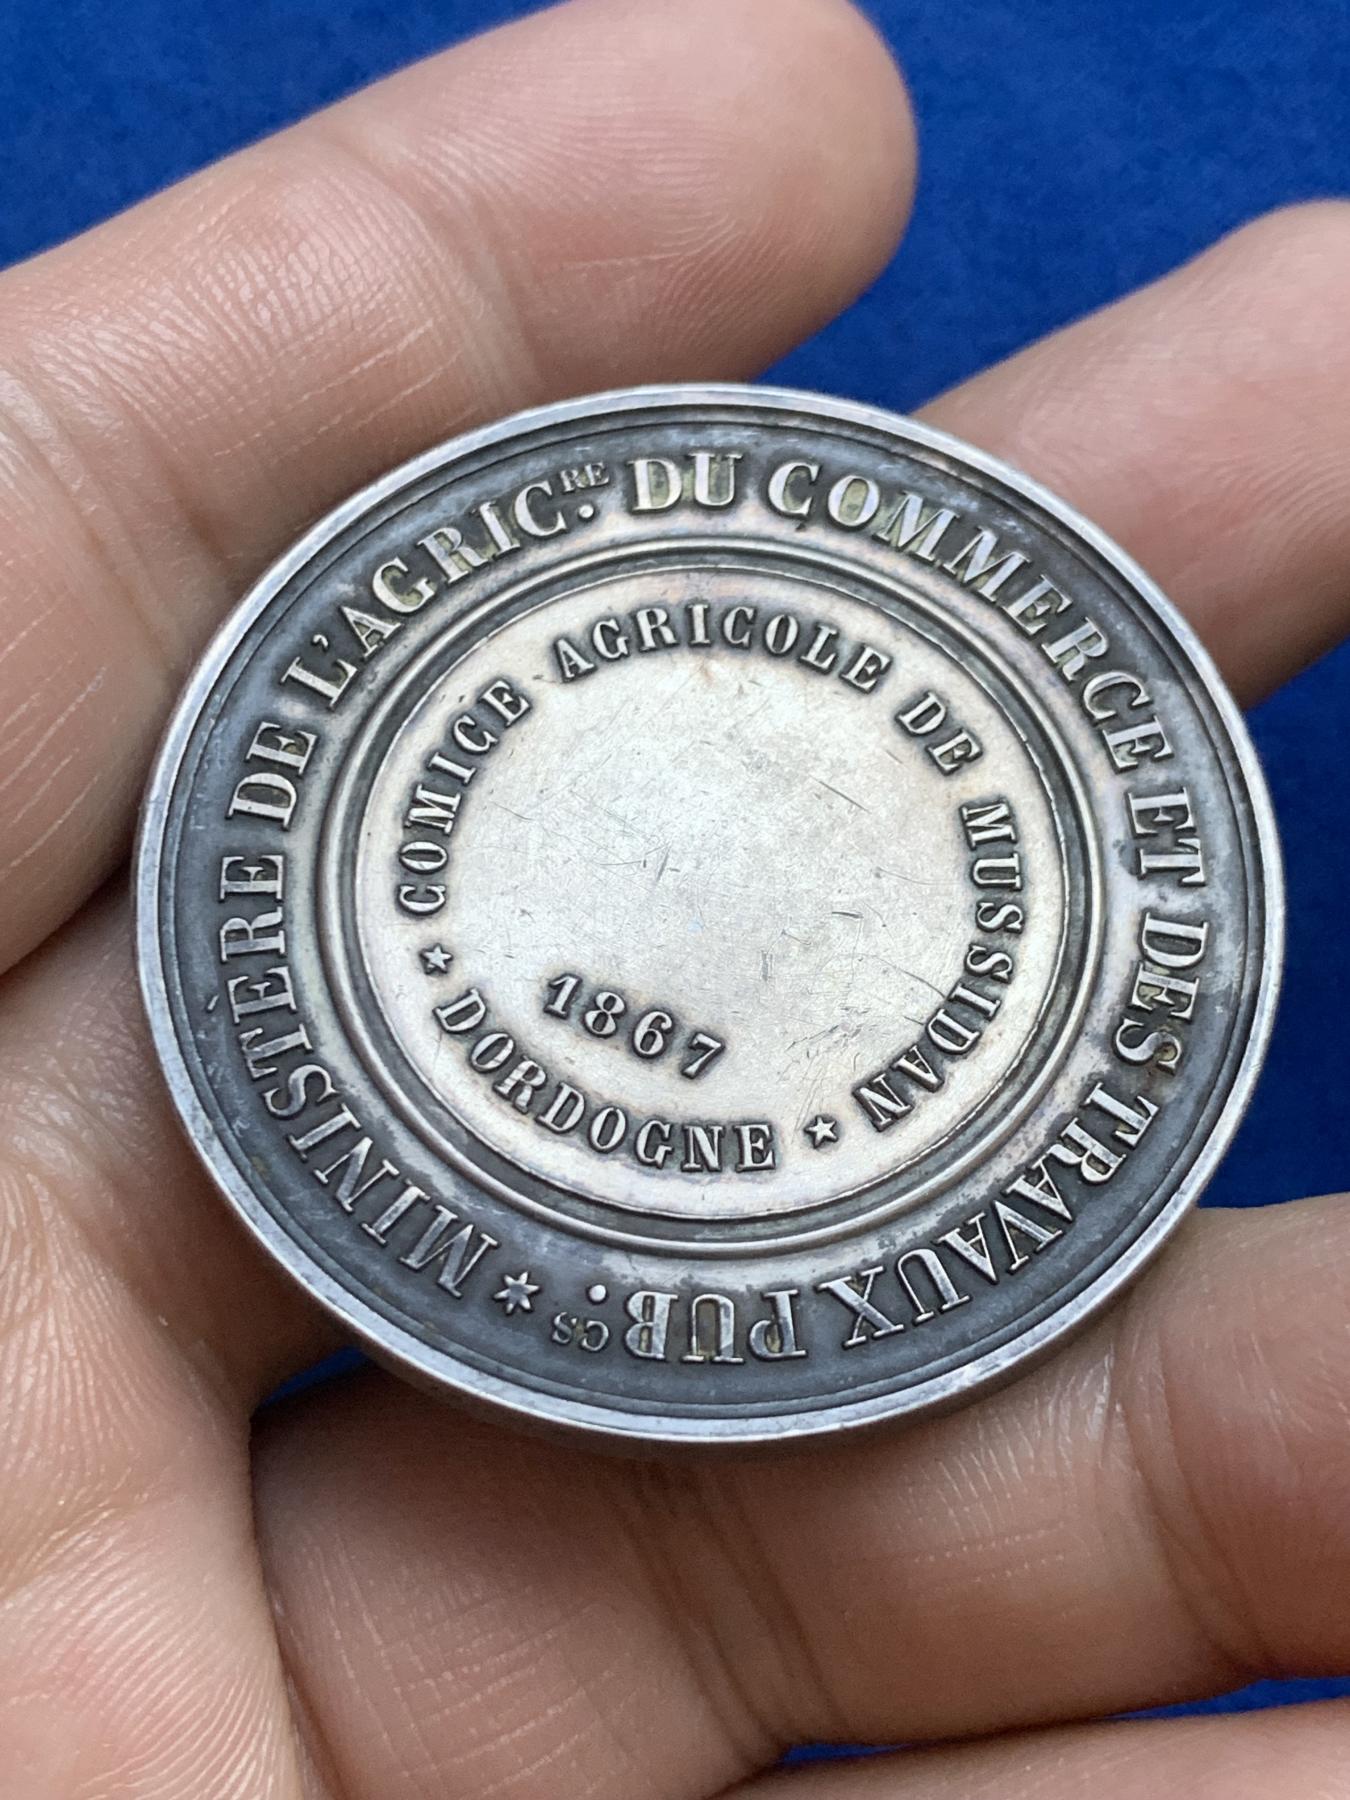 MINISTÈRE DE L'AGRIC.RE DU COMMERCE ET DES TRAVAUX PUB.CS
COMICE AGRICOLE DE MUSSIDAN
1867
DORDOGNE